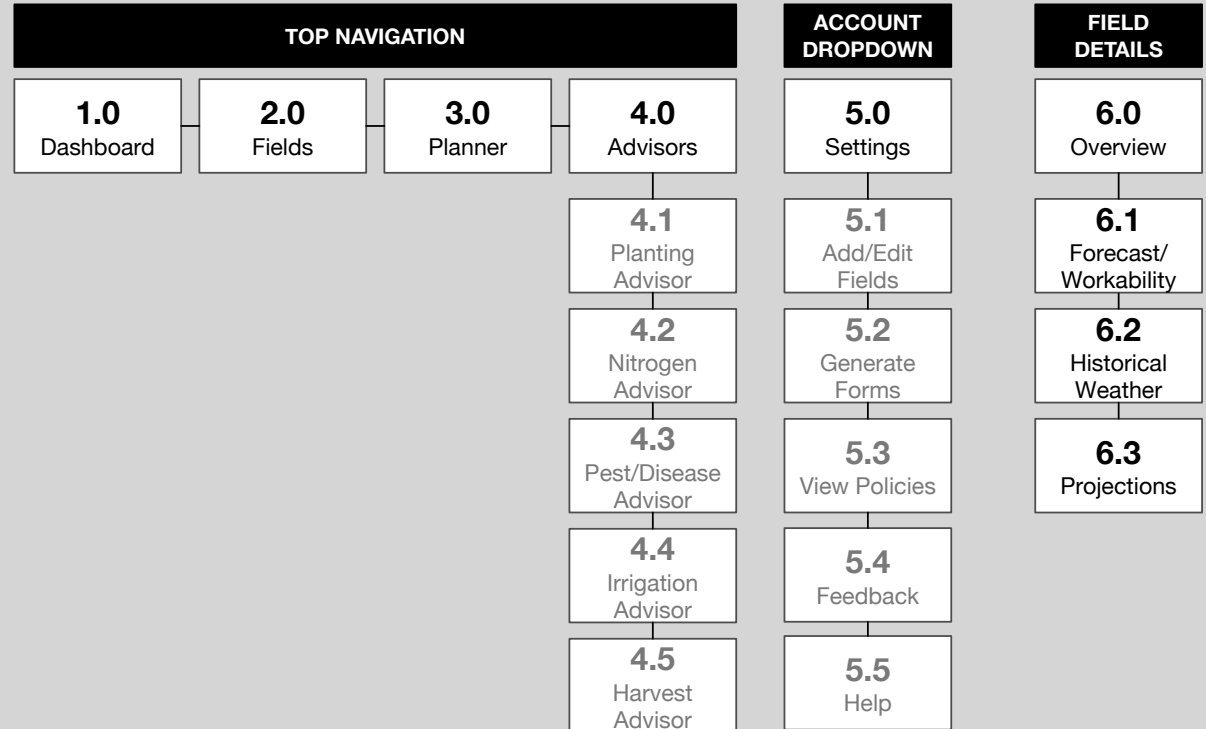 TOP NAVIGATION
ACCOUNT
DROPDOWN
FIELD
DETAILS
1.0
Dashboard
2.0
Fields
3.0
Planner
4.0
Advisors
4.1
Planting
Advisor
4.2
Nitrogen
Advisor
4.3
Pest/Disease
Advisor
4.4
Irrigation
Advisor
4.5
Harvest
Advisor
5.0
Settings
5.1
Add/Edit
Fields
5.2
Generate
Forms
5.3
View Policies
5.4
Feedback
5.5
Help
6.0
Overview
6.1
Forecast/
Workability
6.2
Historical
Weather
6.3
Projections